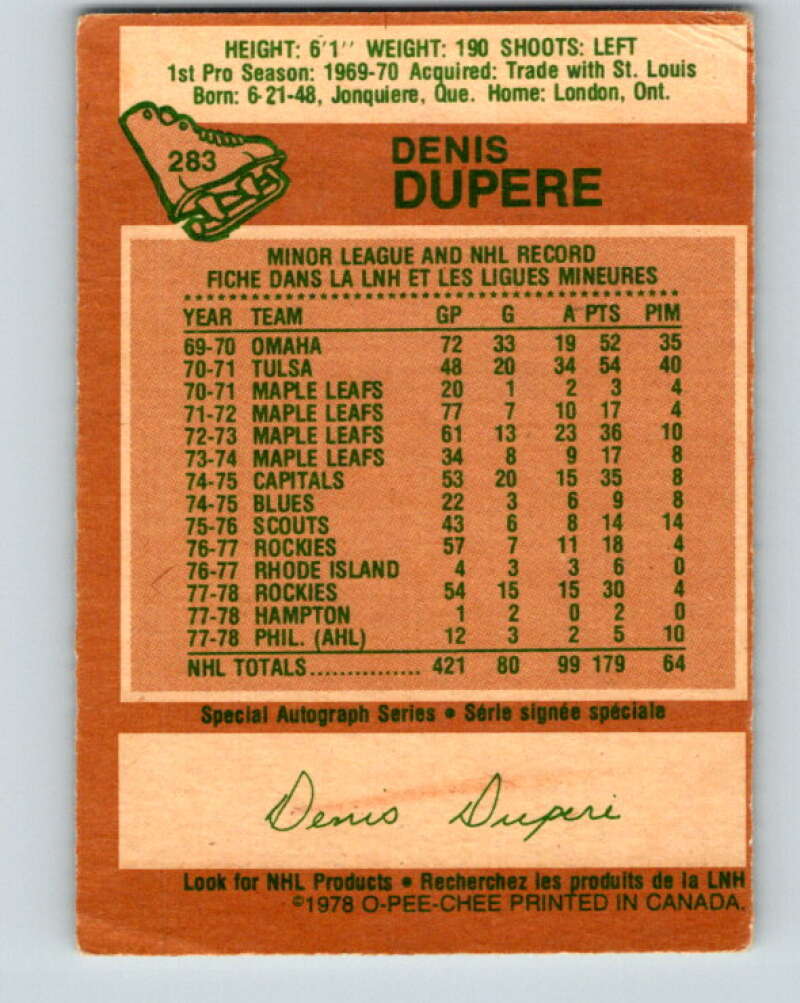 HEIGHT: 6'1" WEIGHT: 190 SHOOTS: LEFT
1st Pro Season: 1969-70 Acquired: Trade with St. Louis
Born: 6-21-48, Jonquiere, Que. Home: London, Ont.
283
DENIS
DUPERE
MINOR LEAGUE AND NHL RECORD
FICHE DANS LA LNH ET LES LIGUES MINEURES
YEAR TEAM GP G A PTS PIM
69-70 OMAHA 72 33 19 52 35
70-71 TULSA 48 20 34 54 40
70-71 MAPLE LEAFS 20 1 2 3 4
71-72 MAPLE LEAFS 77 7 10 17 4
72-73 MAPLE LEAFS 61 13 23 36 10
73-74 MAPLE LEAFS 34 8 9 17 8
74-75 CAPITALS 53 20 15 35 8
74-75 BLUES 22 3 6 9 8
75-76 SCOUTS 43 6 8 14 14
76-77 ROCKIES 57 7 11 18 4
76-77 RHODE ISLAND 4 3 3 6 0
77-78 ROCKIES 54 15 15 30 4
77-78 HAMPTON 1 2 0 2 0
77-78 PHIL. (AHL) 12 3 2 5 10
NHL TOTALS............... 421 80 99 179 64
Special Autograph Series • Série signée spéciale
Denis Dupere
Look for NHL Products • Recherchez les produits de la LNH
©1978 O-PEE-CHEE PRINTED IN CANADA.